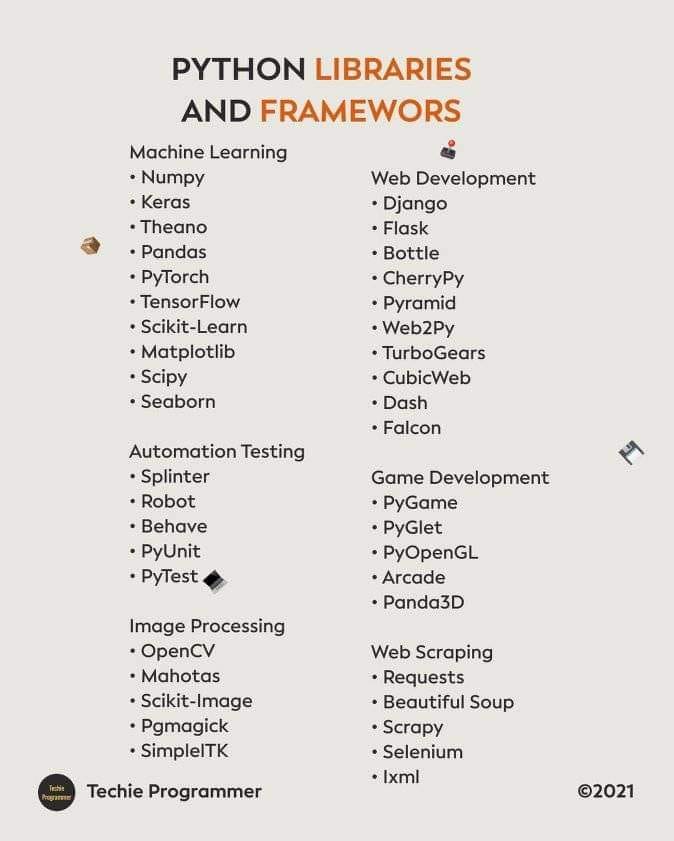 PYTHON LIBRARIES
AND FRAMEWORS
Machine Learning
• Numpy
• Keras
• Theano
• Pandas
• PyTorch
• TensorFlow
• Scikit-Learn
• Matplotlib
• Scipy
• Seaborn
Automation Testing
• Splinter
• Robot
• Behave
• PyUnit
• PyTest
Image Processing
• OpenCV
• Mahotas
• Scikit-Image
• Pgmagick
• SimpleITK
Web Development
• Django
• Flask
• Bottle
• CherryPy
• Pyramid
• Web2Py
• TurboGears
• CubicWeb
• Dash
• Falcon
Game Development
• PyGame
• PyGlet
• PyOpenGL
• Arcade
• Panda3D
Web Scraping
• Requests
• Beautiful Soup
• Scrapy
• Selenium
• lxml
Techie
Programmer
Techie Programmer
©2021